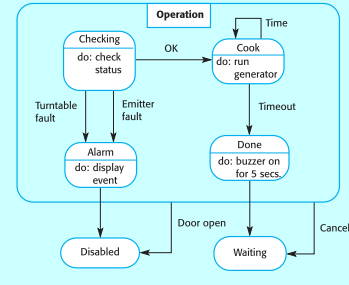 Operation
Checking
do: check
status
OK
Time
Cook
do: run
generator
Turntable
fault
Emitter
fault
Timeout
Alarm
do: display
event
Done
do: buzzer on
for 5 secs.
Door open
Cancel
Disabled
Waiting